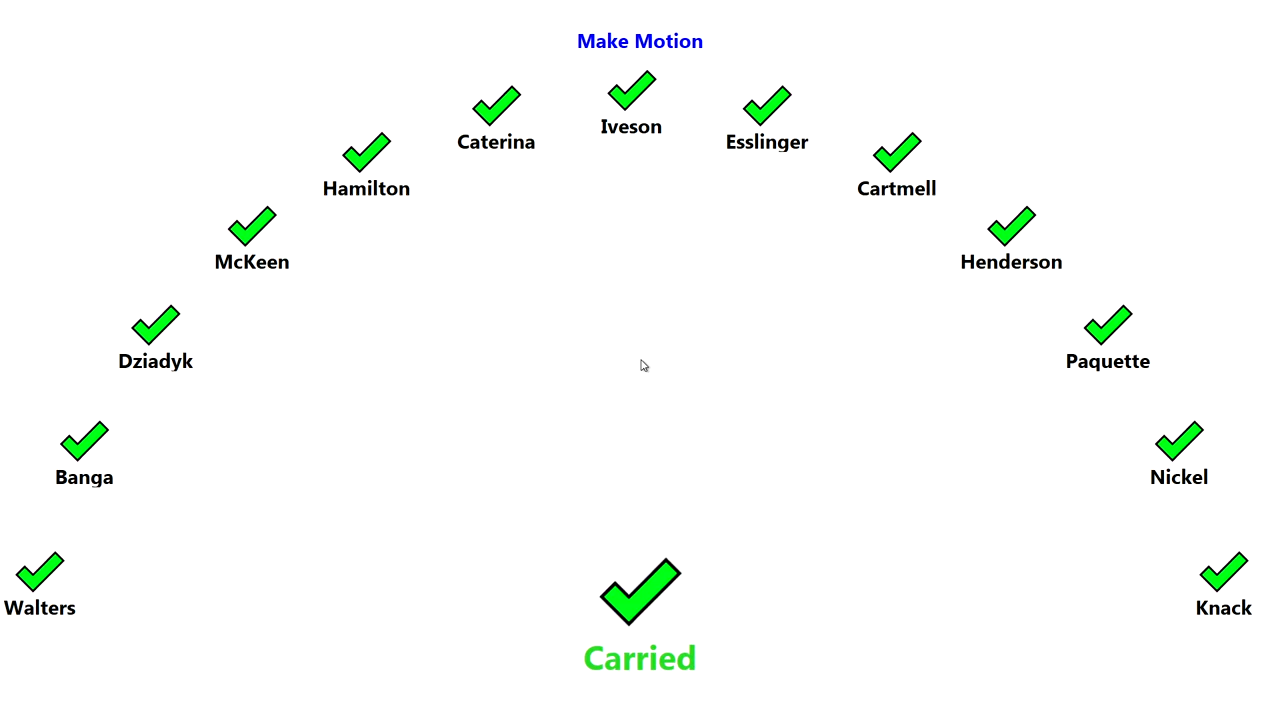 Make Motion
Iveson
Caterina
Esslinger
Hamilton
Cartmell
McKeen
Henderson
Dziadyk
Paquette
Banga
Nickel
Walters
Knack
Carried